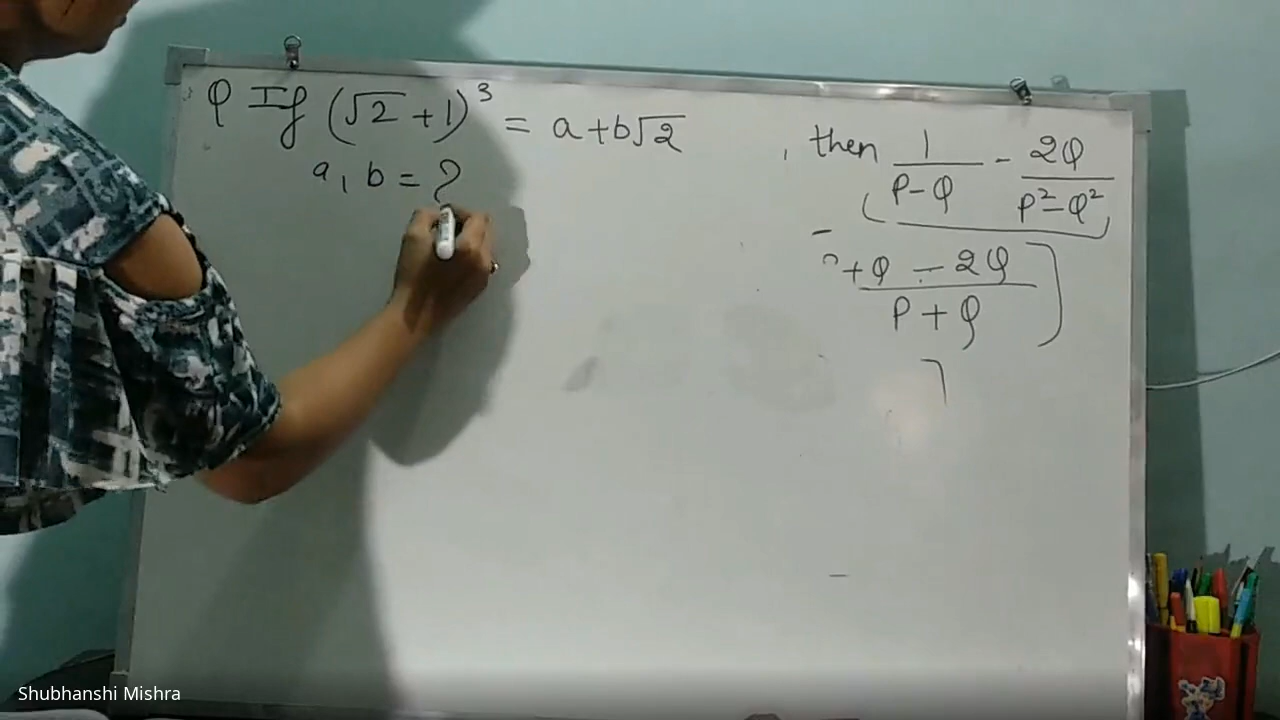 Q If (√2 + 1)³ = a + b√2
a, b = ?
, then 1/(P - Q) - 2Q/(P² - Q²)
+ Q - 2Q
P + Q
Shubhanshi Mishra